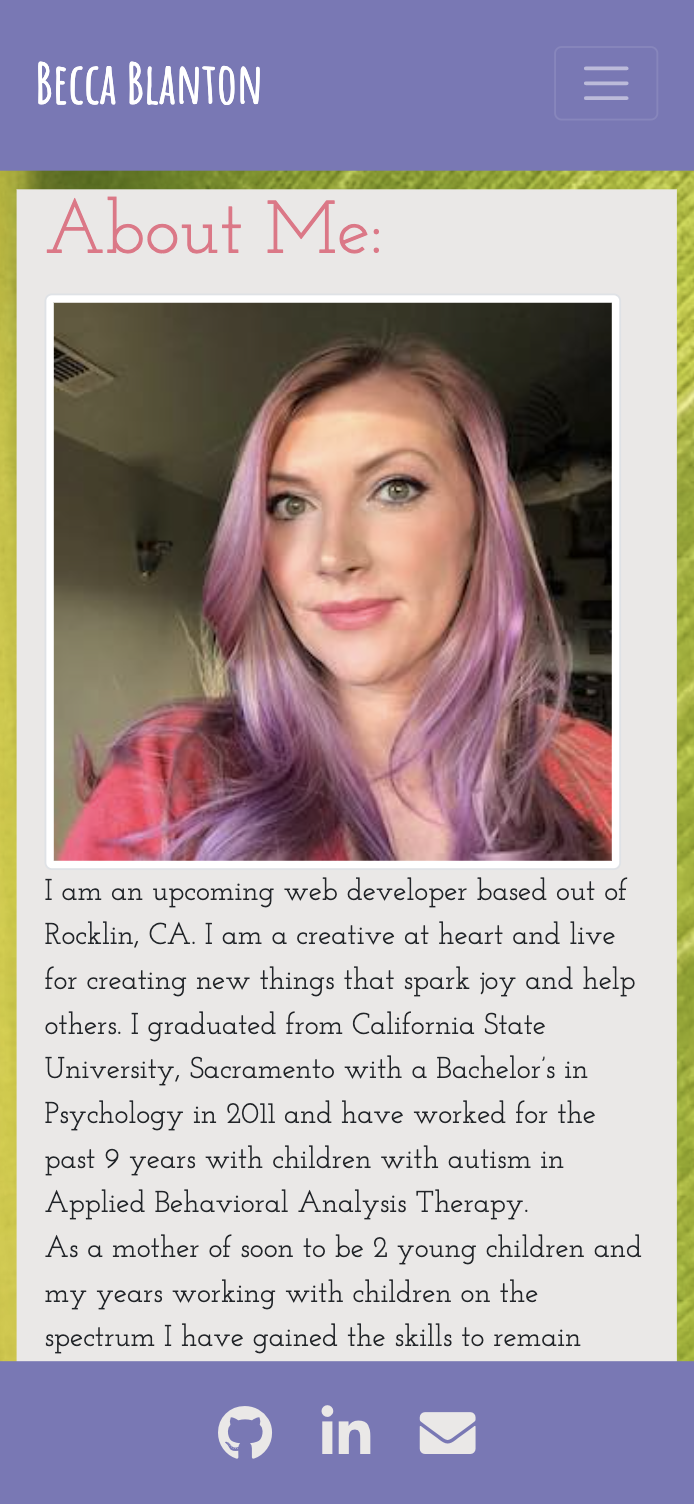 Becca Blanton
About Me:
I am an upcoming web developer based out of
Rocklin, CA. I am a creative at heart and live
for creating new things that spark joy and help
others. I graduated from California State
University, Sacramento with a Bachelor's in
Psychology in 2011 and have worked for the
past 9 years with children with autism in
Applied Behavioral Analysis Therapy.
As a mother of soon to be 2 young children and
my years working with children on the
spectrum I have gained the skills to remain
in